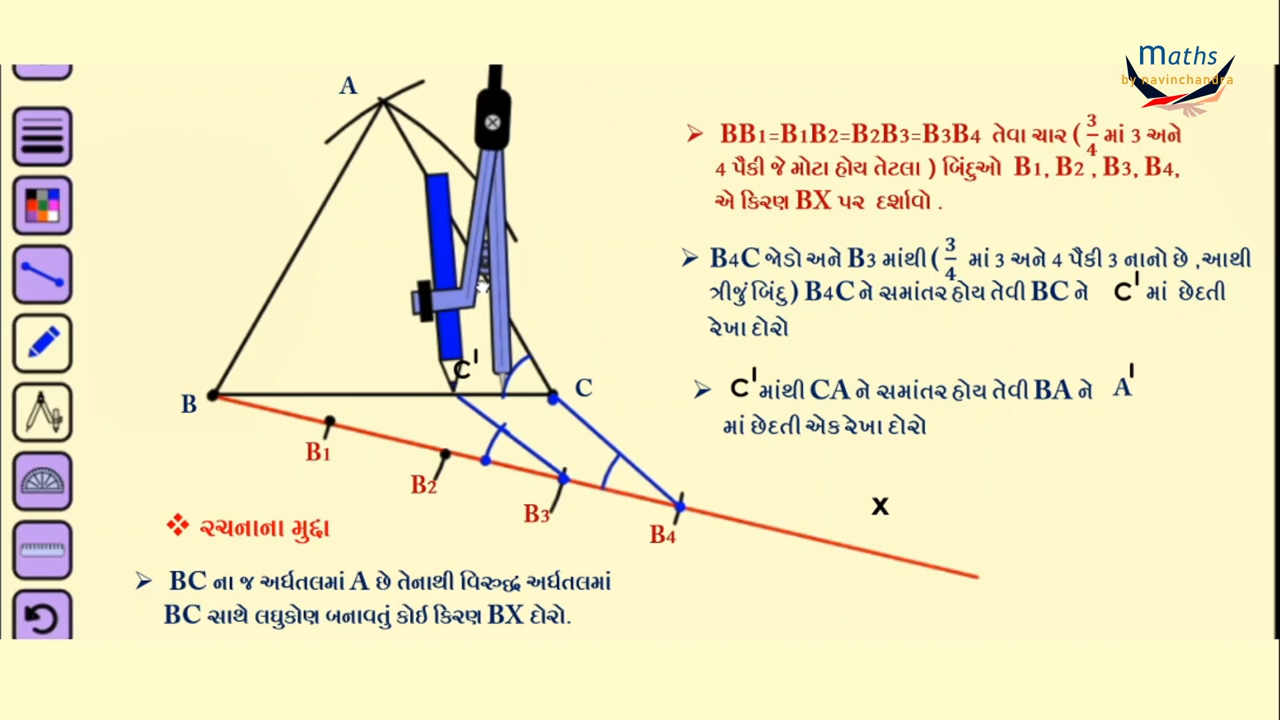 maths
by navinchandra
A
B
C
C'
B1
B2
B3
B4
x
➢ BB1=B1B2=B2B3=B3B4 તેવા ચાર ( 3/4 માં 3 અને
4 પૈકી જે મોટા હોય તેટલા ) બિંદુઓ B1, B2 , B3, B4,
એ કિરણ BX પર દર્શાવો .
➢ B4C જોડો અને B3 માંથી ( 3/4 માં 3 અને 4 પૈકી 3 નાનો છે ,આથી
ત્રીજું બિંદુ ) B4C ને સમાંતર હોય તેવી BC ને C' માં છેદતી
રેખા દોરો
➢ C' માંથી CA ને સમાંતર હોય તેવી BA ને A'
માં છેદતી એક રેખા દોરો
❖ રચનાના મુદ્દા
➢ BC ના જ અર્ધતલમાં A છે તેનાથી વિરુદ્ધ અર્ધતલમાં
BC સાથે લઘુકોણ બનાવતું કોઈ કિરણ BX દોરો.